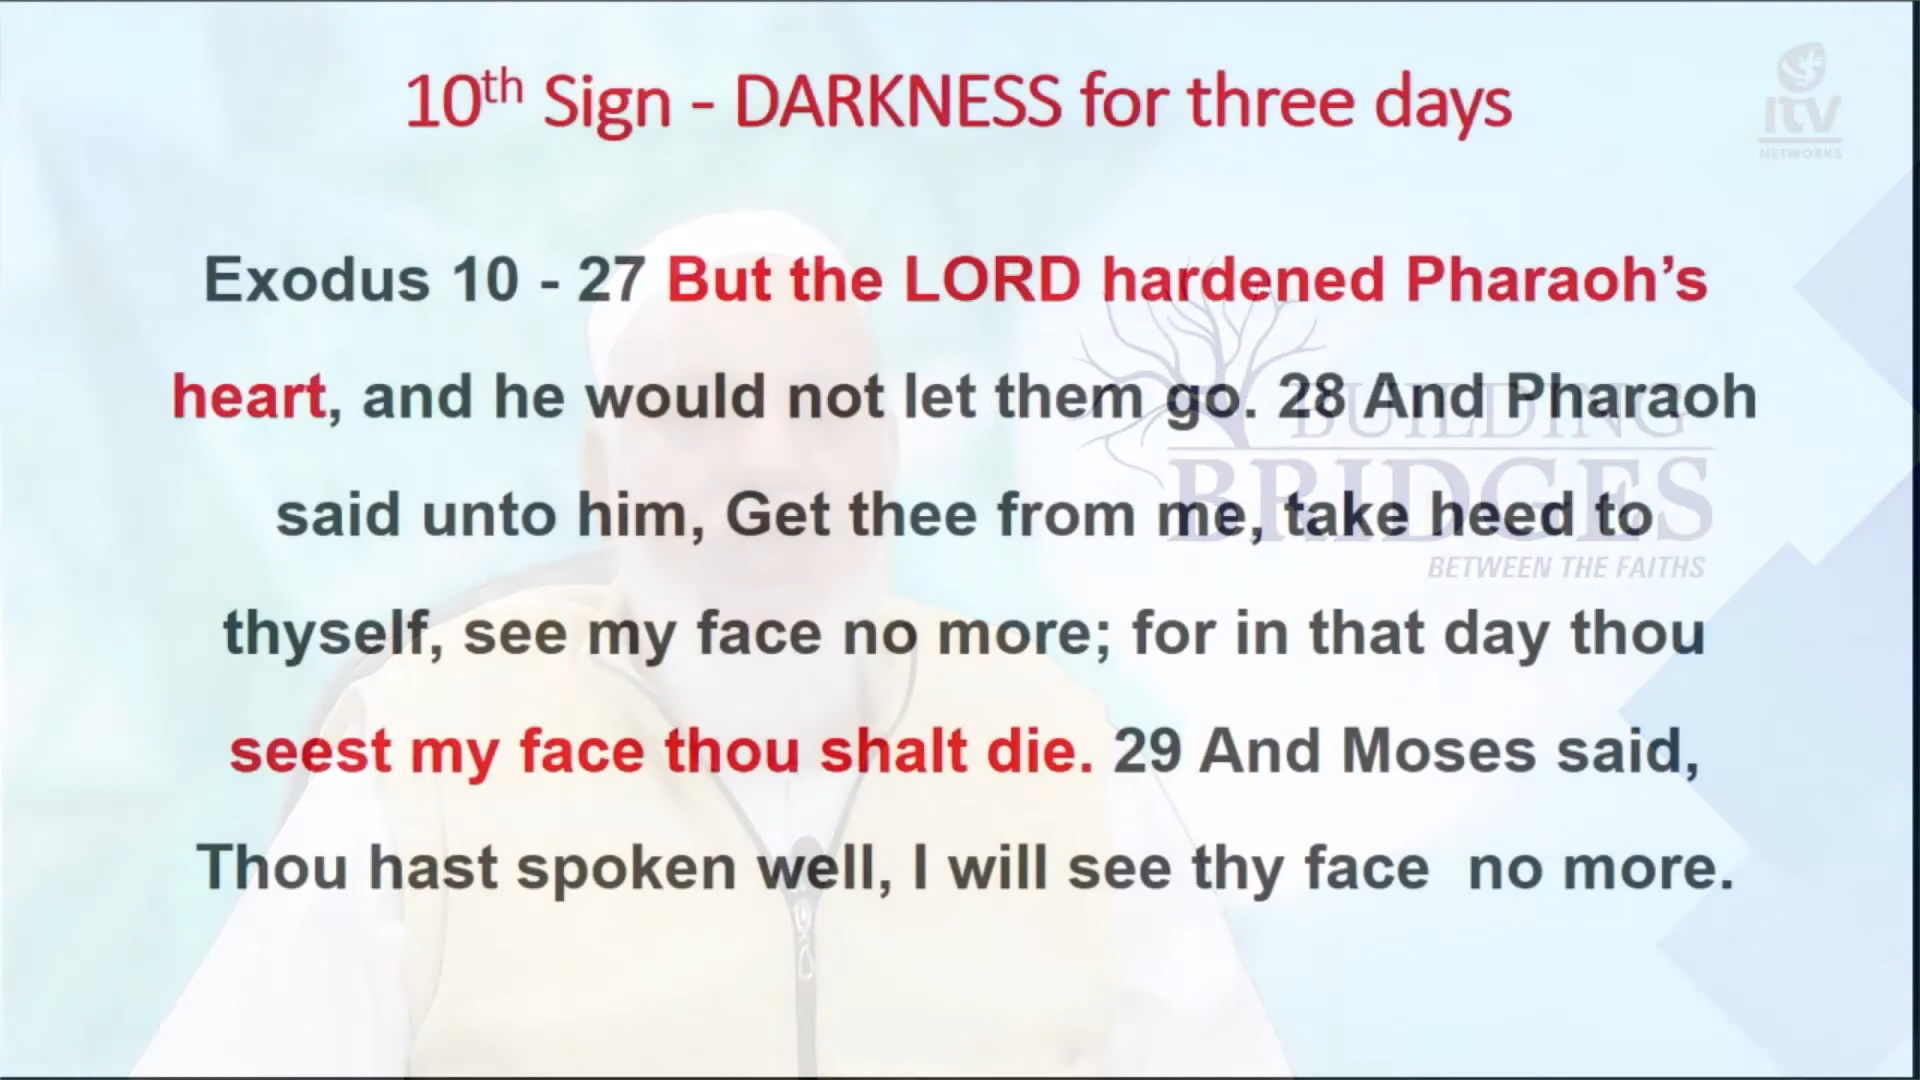 10th Sign - DARKNESS for three days
itv
NETWORKS
Exodus 10 - 27 But the LORD hardened Pharaoh’s
heart, and he would not let them go. 28 And Pharaoh
said unto him, Get thee from me, take heed to
thyself, see my face no more; for in that day thou
seest my face thou shalt die. 29 And Moses said,
Thou hast spoken well, I will see thy face no more.
BUILDING
BRIDGES
BETWEEN THE FAITHS